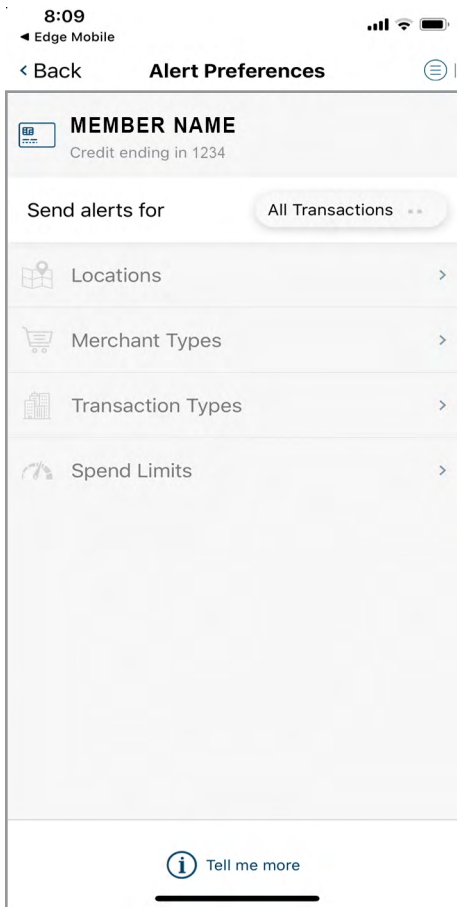 8:09
◄ Edge Mobile
‹ Back Alert Preferences
MEMBER NAME
Credit ending in 1234
Send alerts for All Transactions
Locations
Merchant Types
Transaction Types
Spend Limits
Tell me more